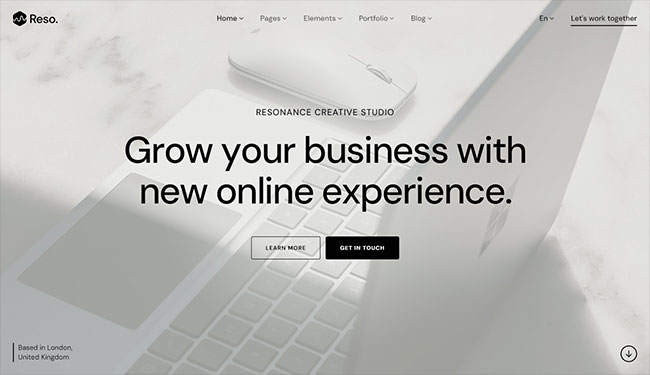 Reso.
Home
Pages
Elements
Portfolio
Blog
En
Let's work together
RESONANCE CREATIVE STUDIO
Grow your business with
new online experience.
LEARN MORE
GET IN TOUCH
Based in London,
United Kingdom